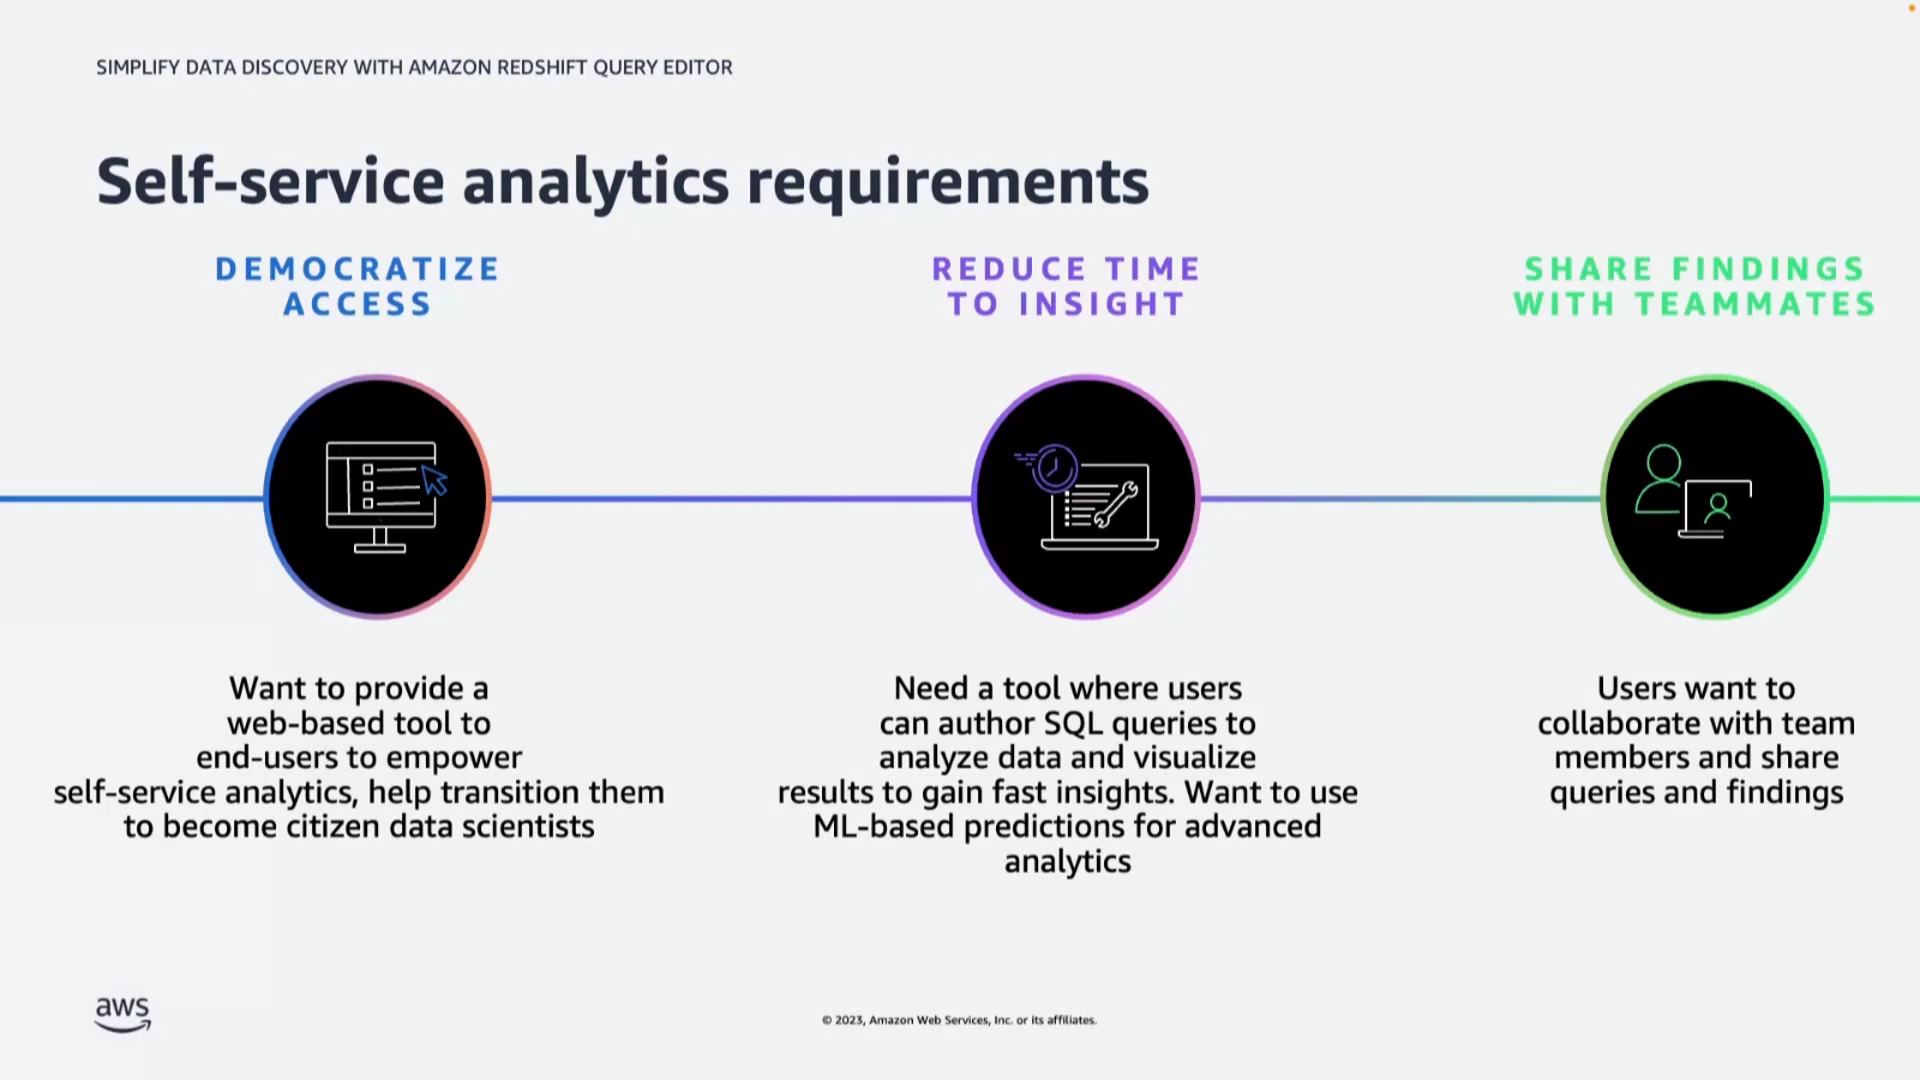 SIMPLIFY DATA DISCOVERY WITH AMAZON REDSHIFT QUERY EDITOR
Self-service analytics requirements
DEMOCRATIZE
ACCESS
Want to provide a
web-based tool to
end-users to empower
self-service analytics, help transition them
to become citizen data scientists
REDUCE TIME
TO INSIGHT
Need a tool where users
can author SQL queries to
analyze data and visualize
results to gain fast insights. Want to use
ML-based predictions for advanced
analytics
SHARE FINDINGS
WITH TEAMMATES
Users want to
collaborate with team
members and share
queries and findings
aws
© 2023, Amazon Web Services, Inc. or its affiliates.